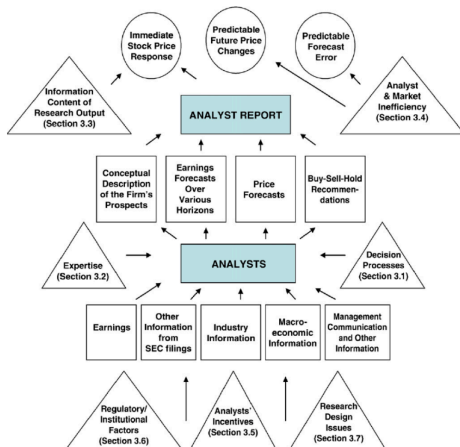 Immediate
Stock Price
Response
Predictable
Future Price
Changes
Predictable
Forecast
Error
Information
Content of
Research Output
(Section 3.3)
Analyst
& Market
Inefficiency
(Section 3.4)
ANALYST REPORT
Conceptual
Description
of the Firm's
Prospects
Earnings
Forecasts
Over
Various
Horizons
Price
Forecasts
Buy-Sell-Hold
Recommen-
dations
Expertise
(Section 3.2)
ANALYSTS
Decision
Processes
(Section 3.1)
Earnings
Other
Information
from
SEC filings
Industry
Information
Macro-
economic
Information
Management
Communication
and Other
Information
Regulatory/
Institutional
Factors
(Section 3.6)
Analysts'
Incentives
(Section 3.5)
Research
Design
Issues
(Section 3.7)